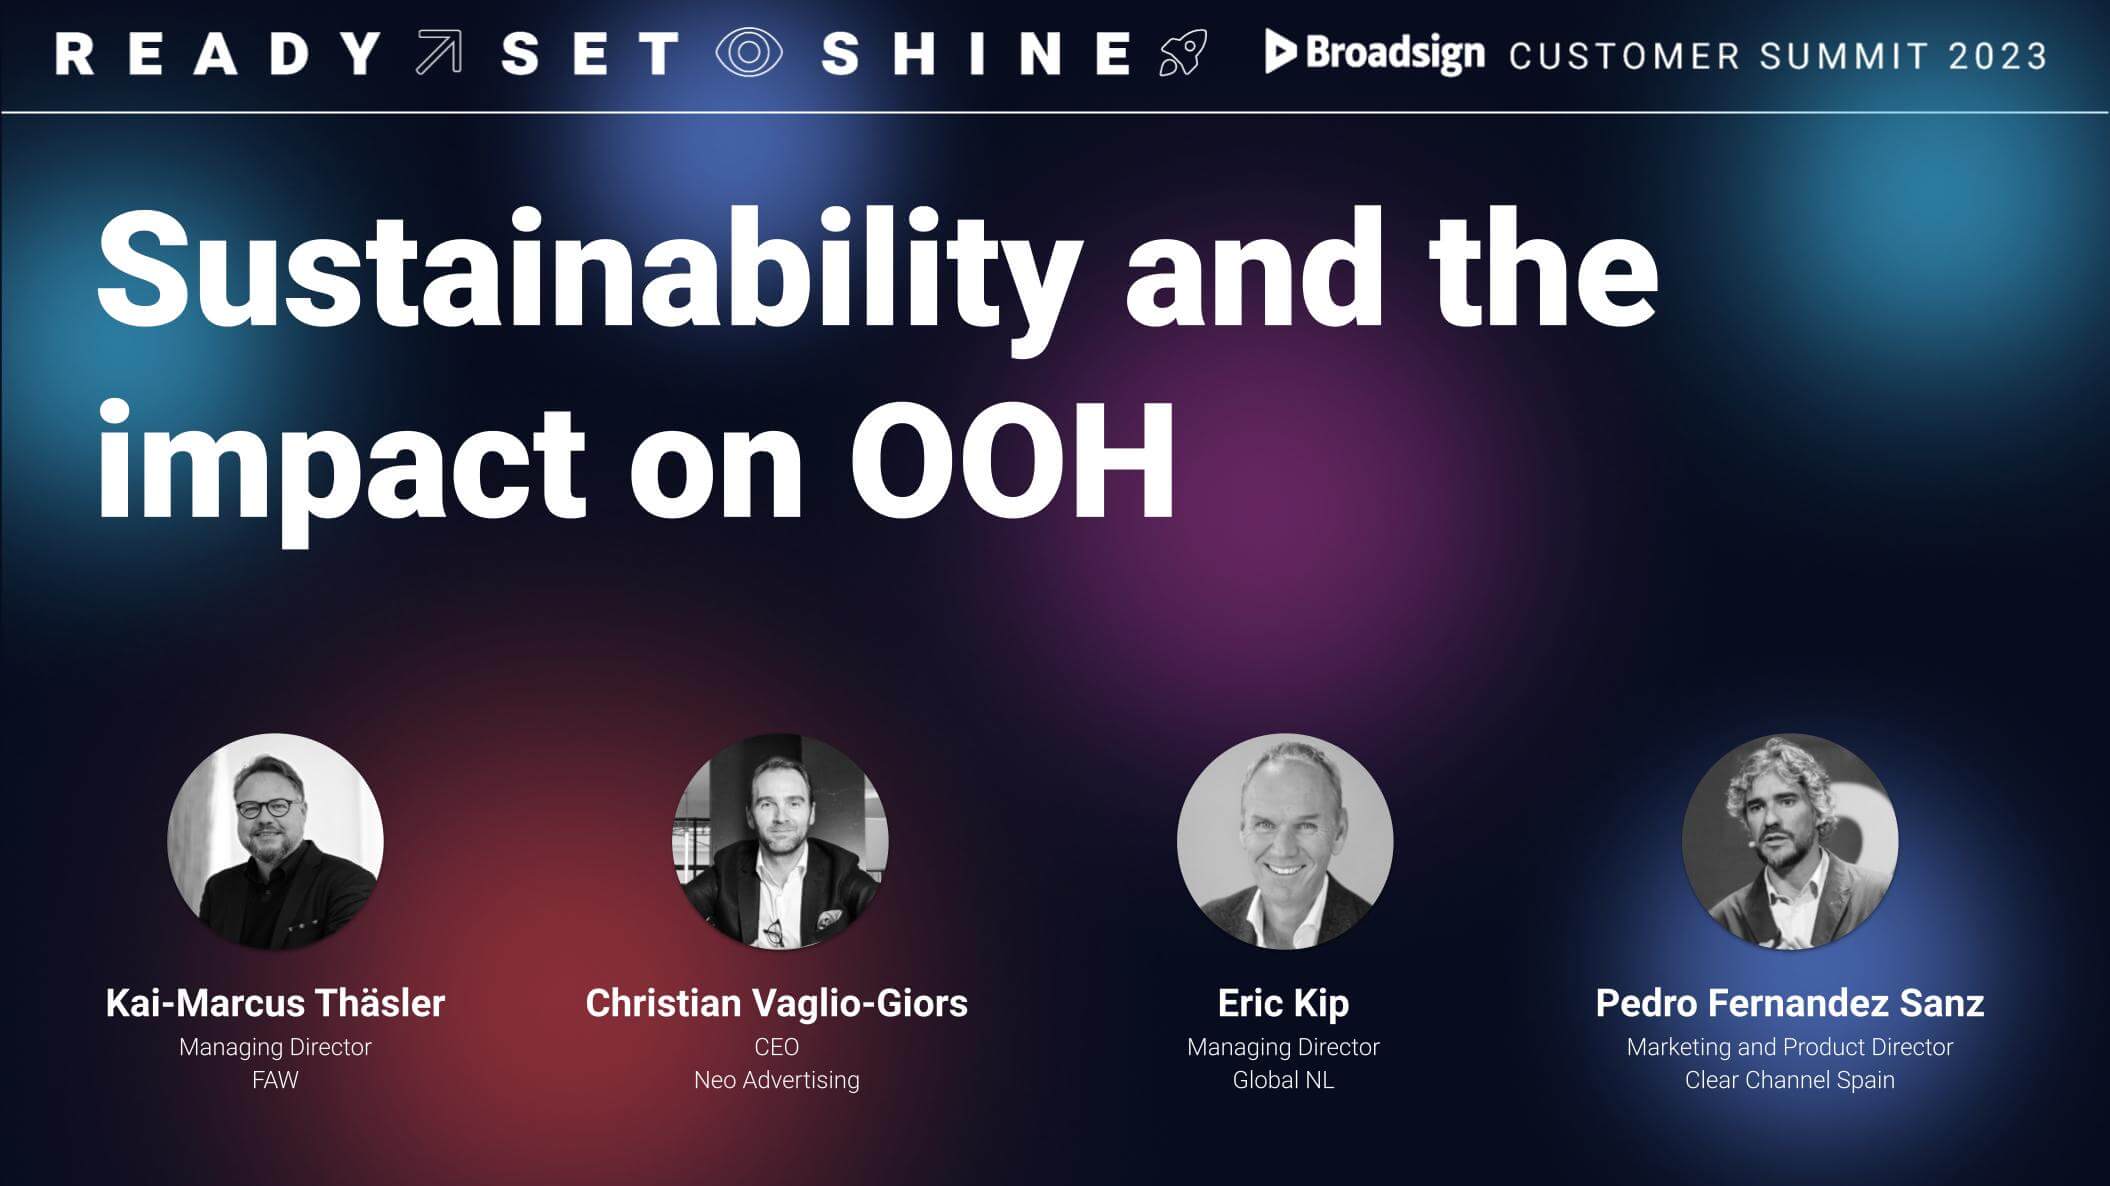 READY SET SHINE Broadsign CUSTOMER SUMMIT 2023
Sustainability and the
impact on OOH
Kai-Marcus Thäsler
Managing Director
FAW
Christian Vaglio-Giors
CEO
Neo Advertising
Eric Kip
Managing Director
Global NL
Pedro Fernandez Sanz
Marketing and Product Director
Clear Channel Spain